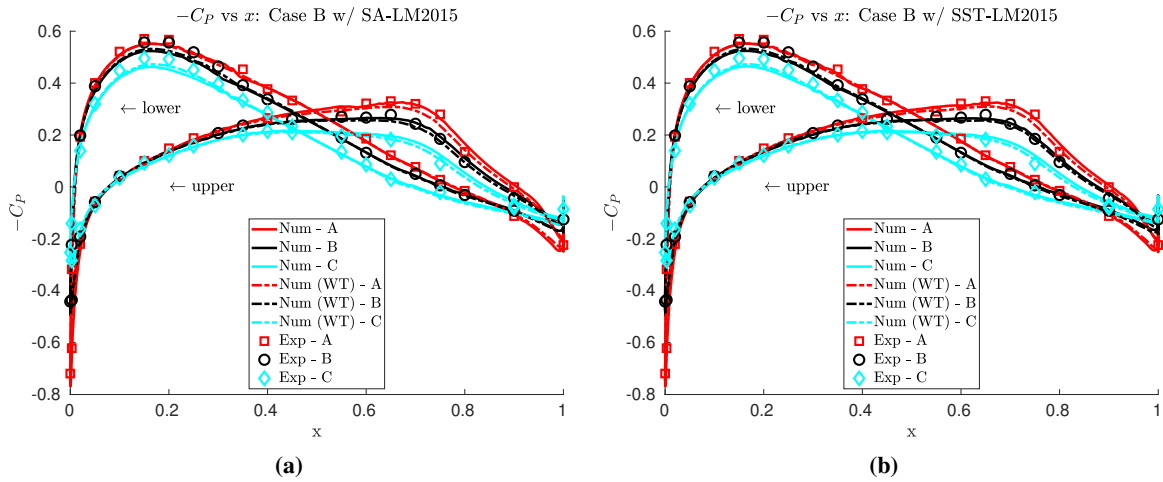 −C_P vs x: Case B w/ SA-LM2015
0.6
0.4
0.2
0
-0.2
-0.4
-0.6
-0.8
−C_P
← lower
← upper
Num - A
Num - B
Num - C
Num (WT) - A
Num (WT) - B
Num (WT) - C
Exp - A
Exp - B
Exp - C
0 0.2 0.4 0.6 0.8 1
x
(a)
−C_P vs x: Case B w/ SST-LM2015
0.6
0.4
0.2
0
-0.2
-0.4
-0.6
-0.8
−C_P
← lower
← upper
Num - A
Num - B
Num - C
Num (WT) - A
Num (WT) - B
Num (WT) - C
Exp - A
Exp - B
Exp - C
0 0.2 0.4 0.6 0.8 1
x
(b)